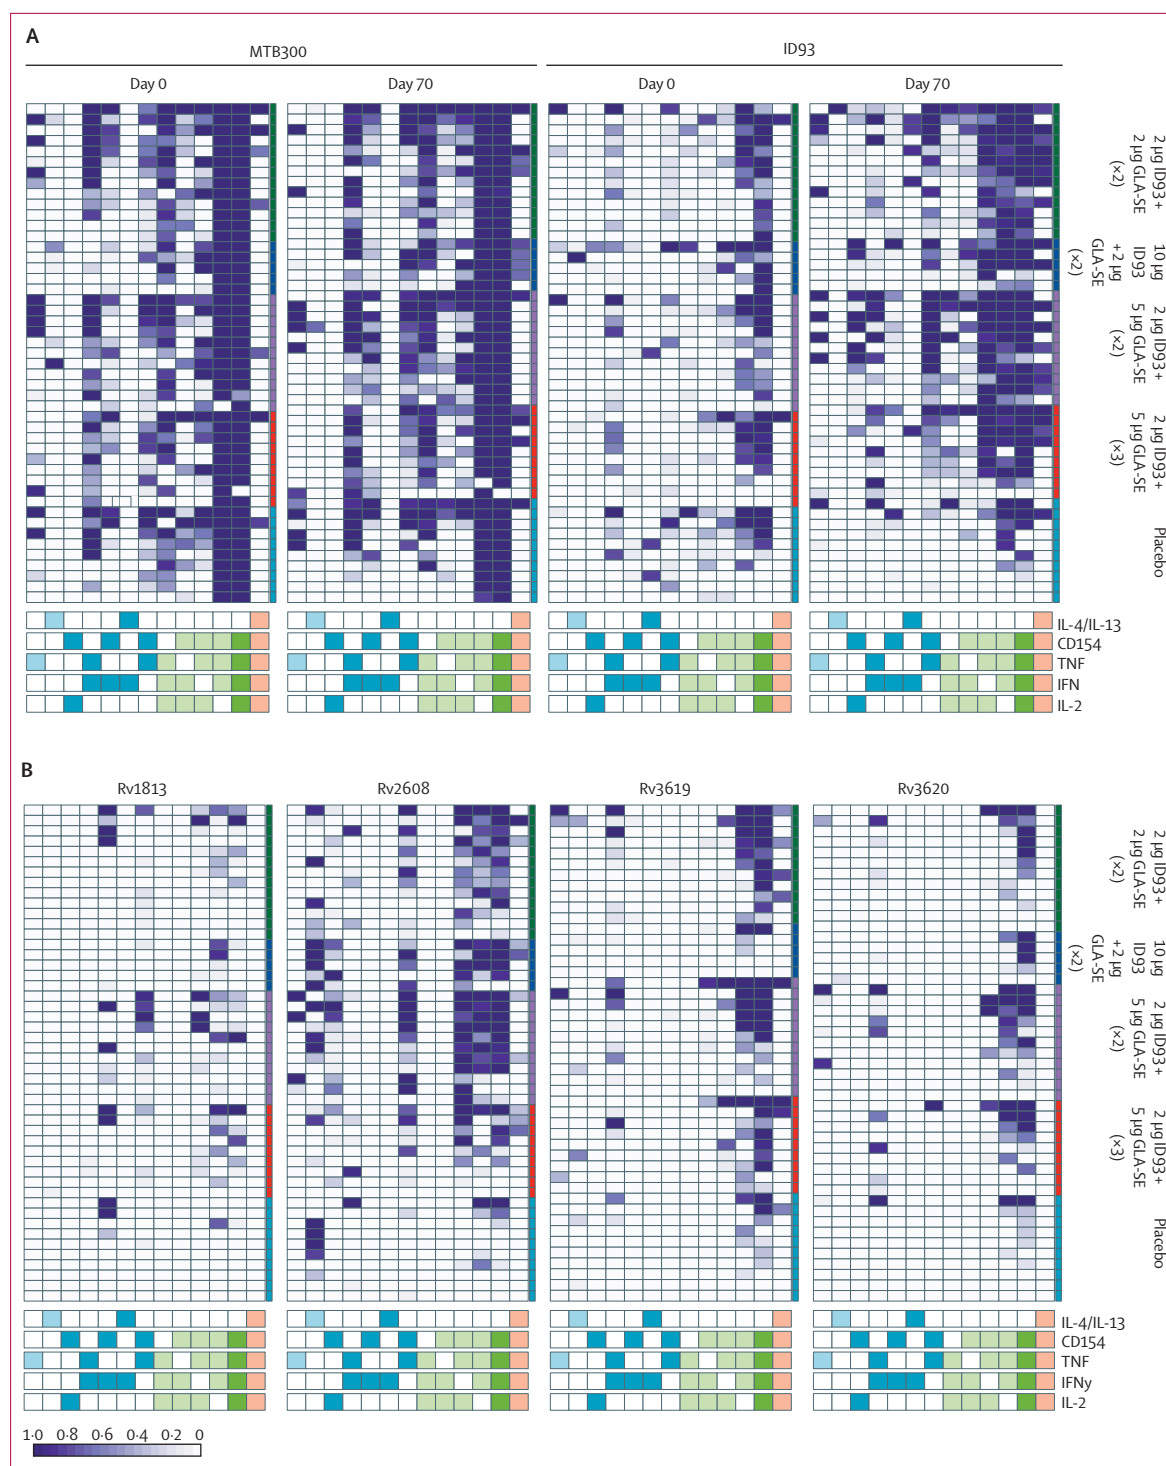 A
MTB300
ID93
Day 0
Day 70
Day 0
Day 70
2 µg ID93+
2 µg GLA-SE
(×2)
10 µg
ID93
+2 µg
GLA-SE
(×2)
2 µg ID93+
5 µg GLA-SE
(×2)
2 µg ID93+
5 µg GLA-SE
(×3)
Placebo
IL-4/IL-13
CD154
TNF
IFN
IL-2
B
Rv1813
Rv2608
Rv3619
Rv3620
2 µg ID93+
2 µg GLA-SE
(×2)
10 µg
ID93
+2 µg
GLA-SE
(×2)
2 µg ID93+
5 µg GLA-SE
(×2)
2 µg ID93+
5 µg GLA-SE
(×3)
Placebo
IL-4/IL-13
CD154
TNF
IFNγ
IL-2
1·0 0·8 0·6 0·4 0·2 0